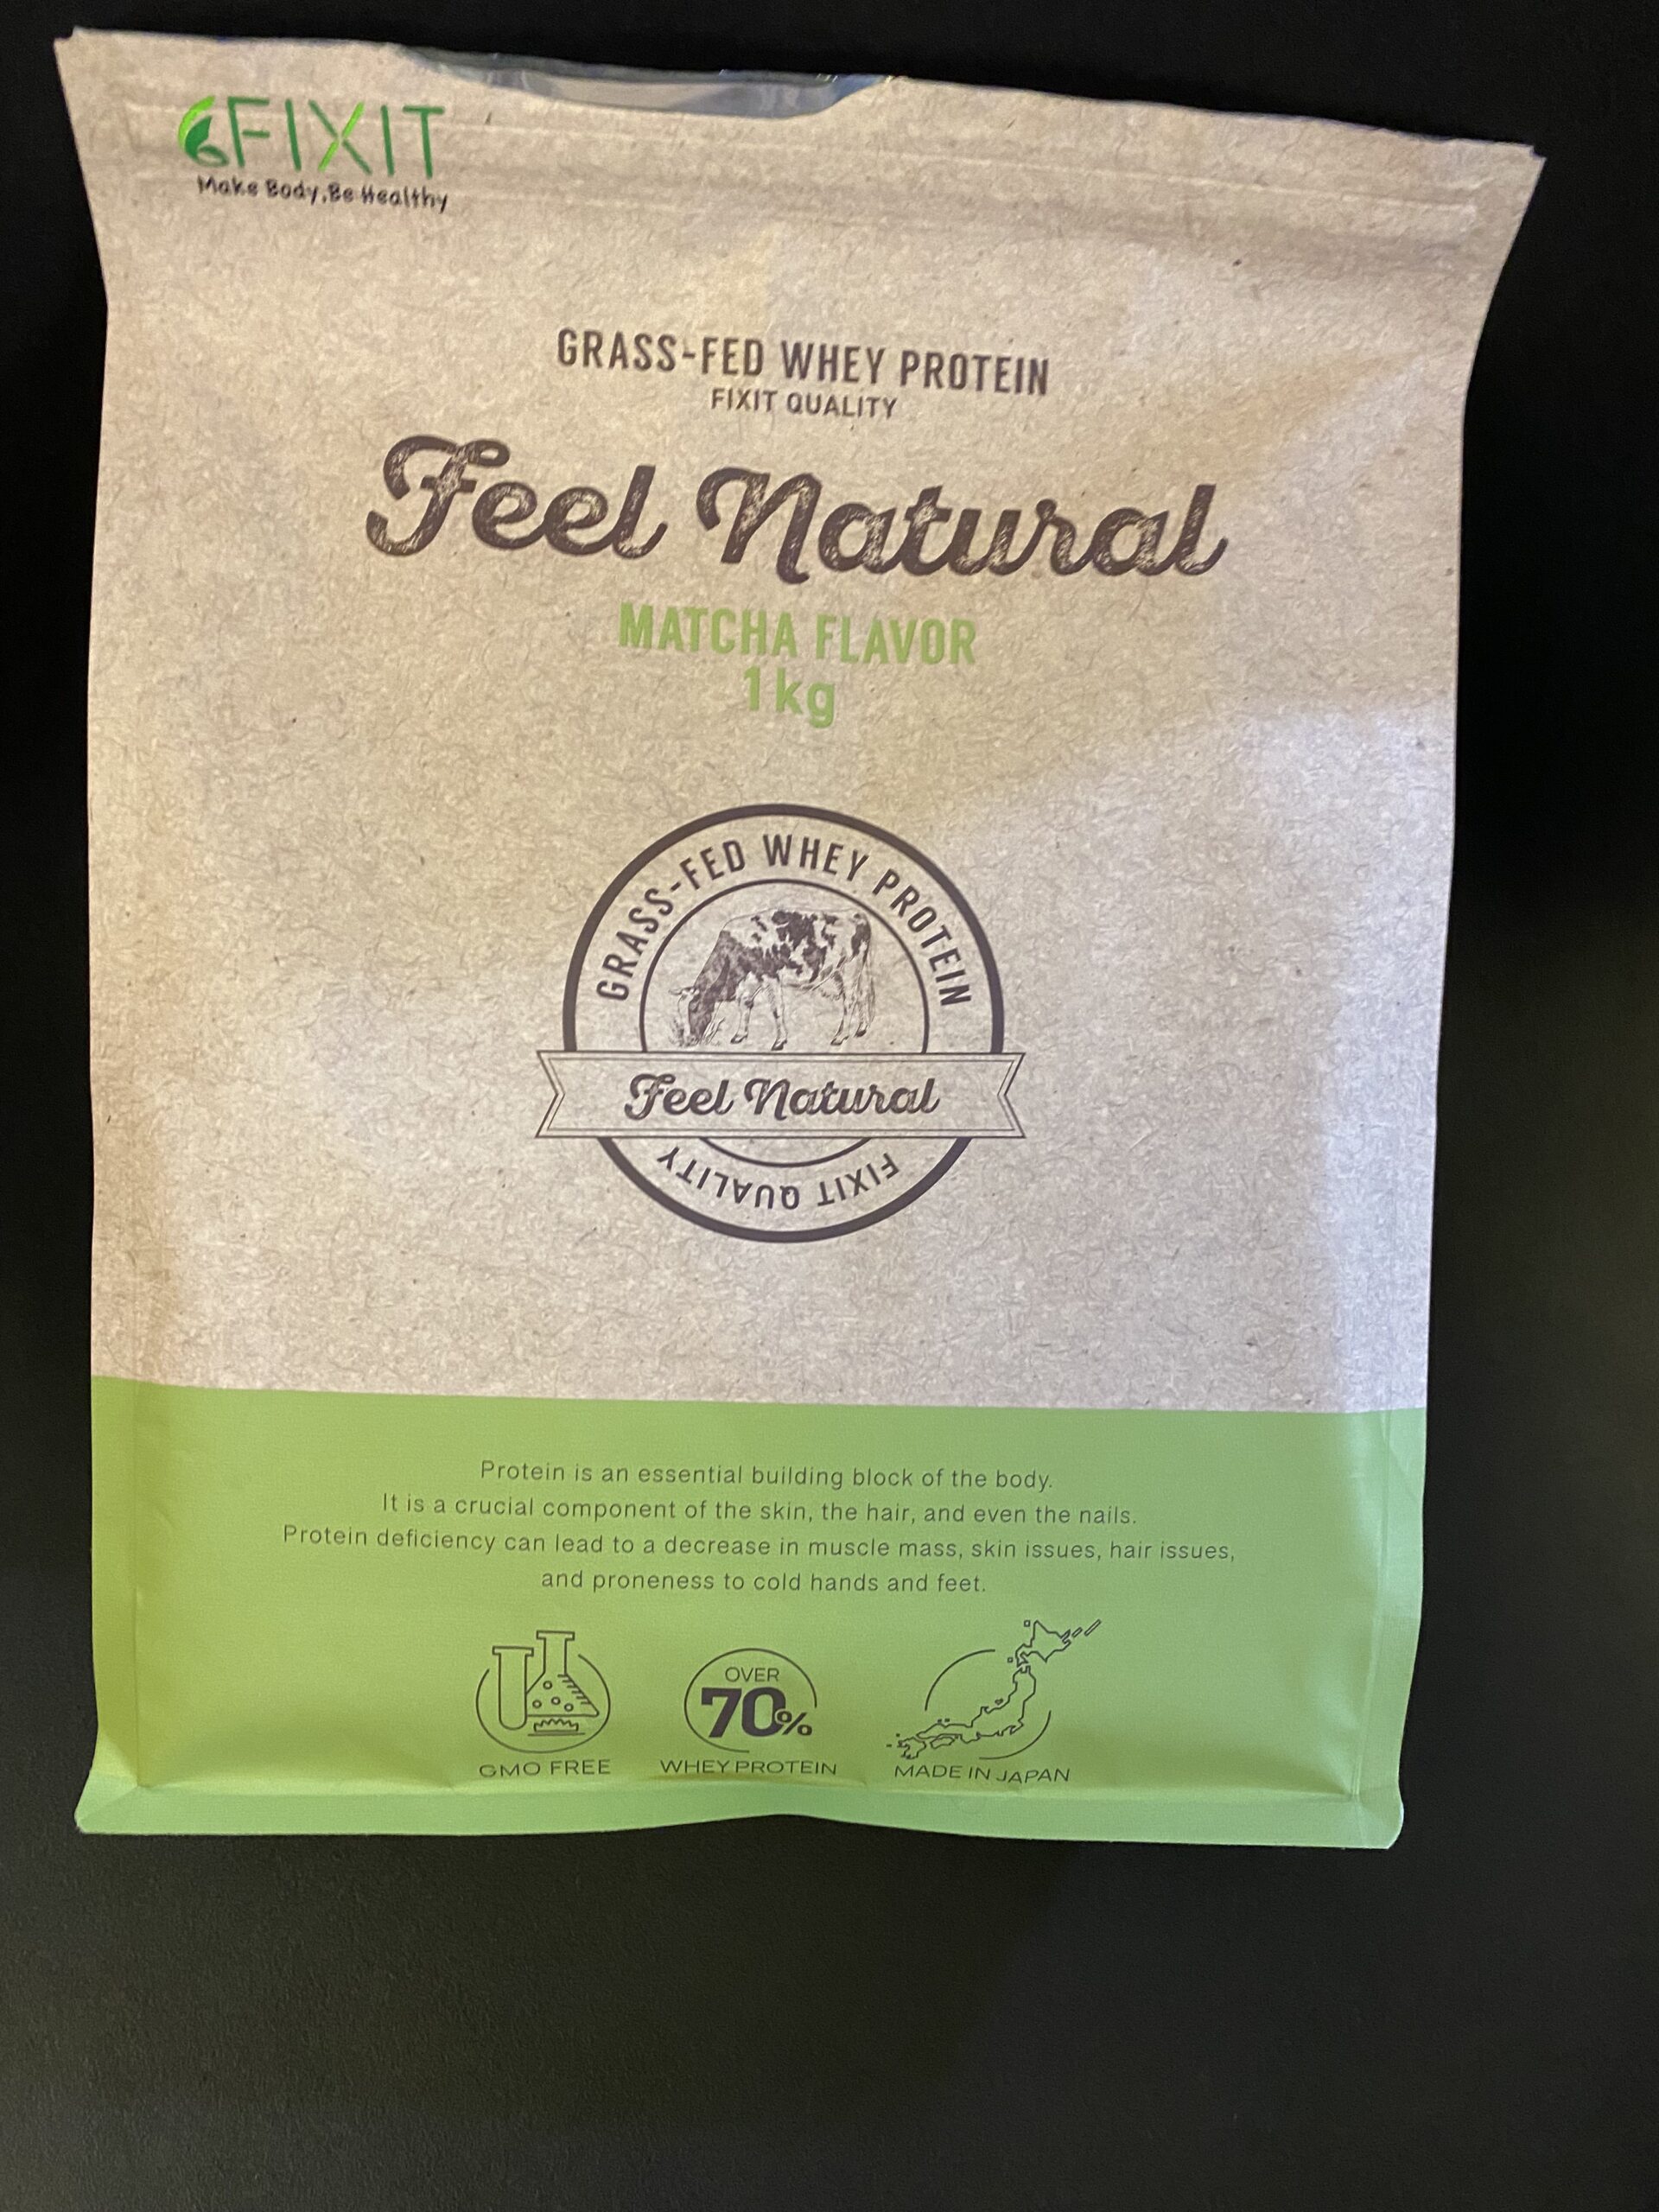 FIXIT
Make Body,Be Healthy
GRASS-FED WHEY PROTEIN
FIXIT QUALITY
Feel Natural
MATCHA FLAVOR
1kg
GRASS-FED WHEY PROTEIN
Feel Natural
FIXIT QUALITY
Protein is an essential building block of the body.
It is a crucial component of the skin, the hair, and even the nails.
Protein deficiency can lead to a decrease in muscle mass, skin issues, hair issues,
and proneness to cold hands and feet.
OVER
70%
GMO FREE
WHEY PROTEIN
MADE IN JAPAN